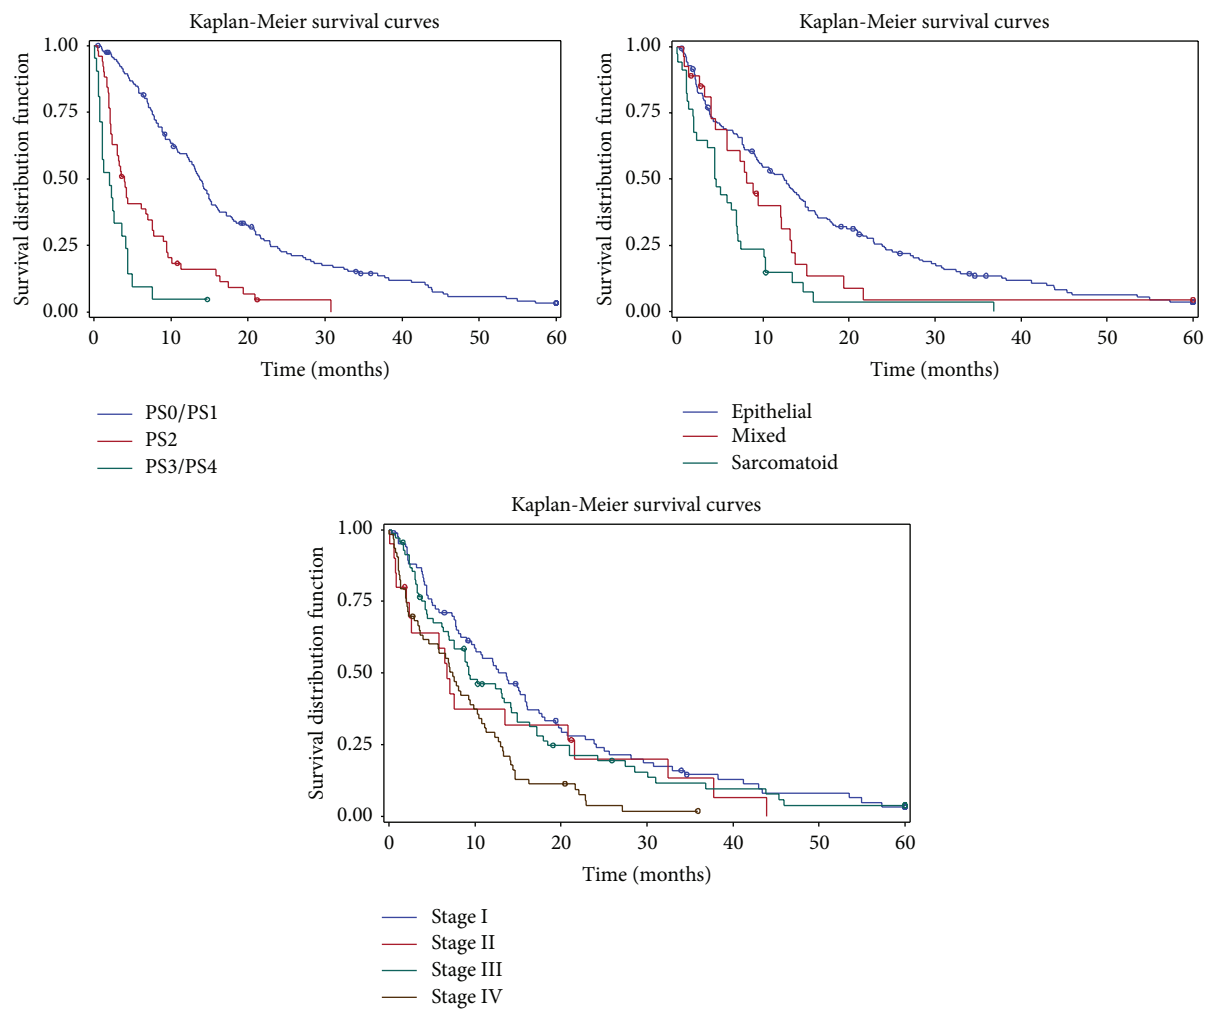 Kaplan-Meier survival curves
Survival distribution function
1.00
0.75
0.50
0.25
0.00
0 10 20 30 40 50 60
Time (months)
PS0/PS1
PS2
PS3/PS4
Kaplan-Meier survival curves
Survival distribution function
1.00
0.75
0.50
0.25
0.00
0 10 20 30 40 50 60
Time (months)
Epithelial
Mixed
Sarcomatoid
Kaplan-Meier survival curves
Survival distribution function
1.00
0.75
0.50
0.25
0.00
0 10 20 30 40 50 60
Time (months)
Stage I
Stage II
Stage III
Stage IV